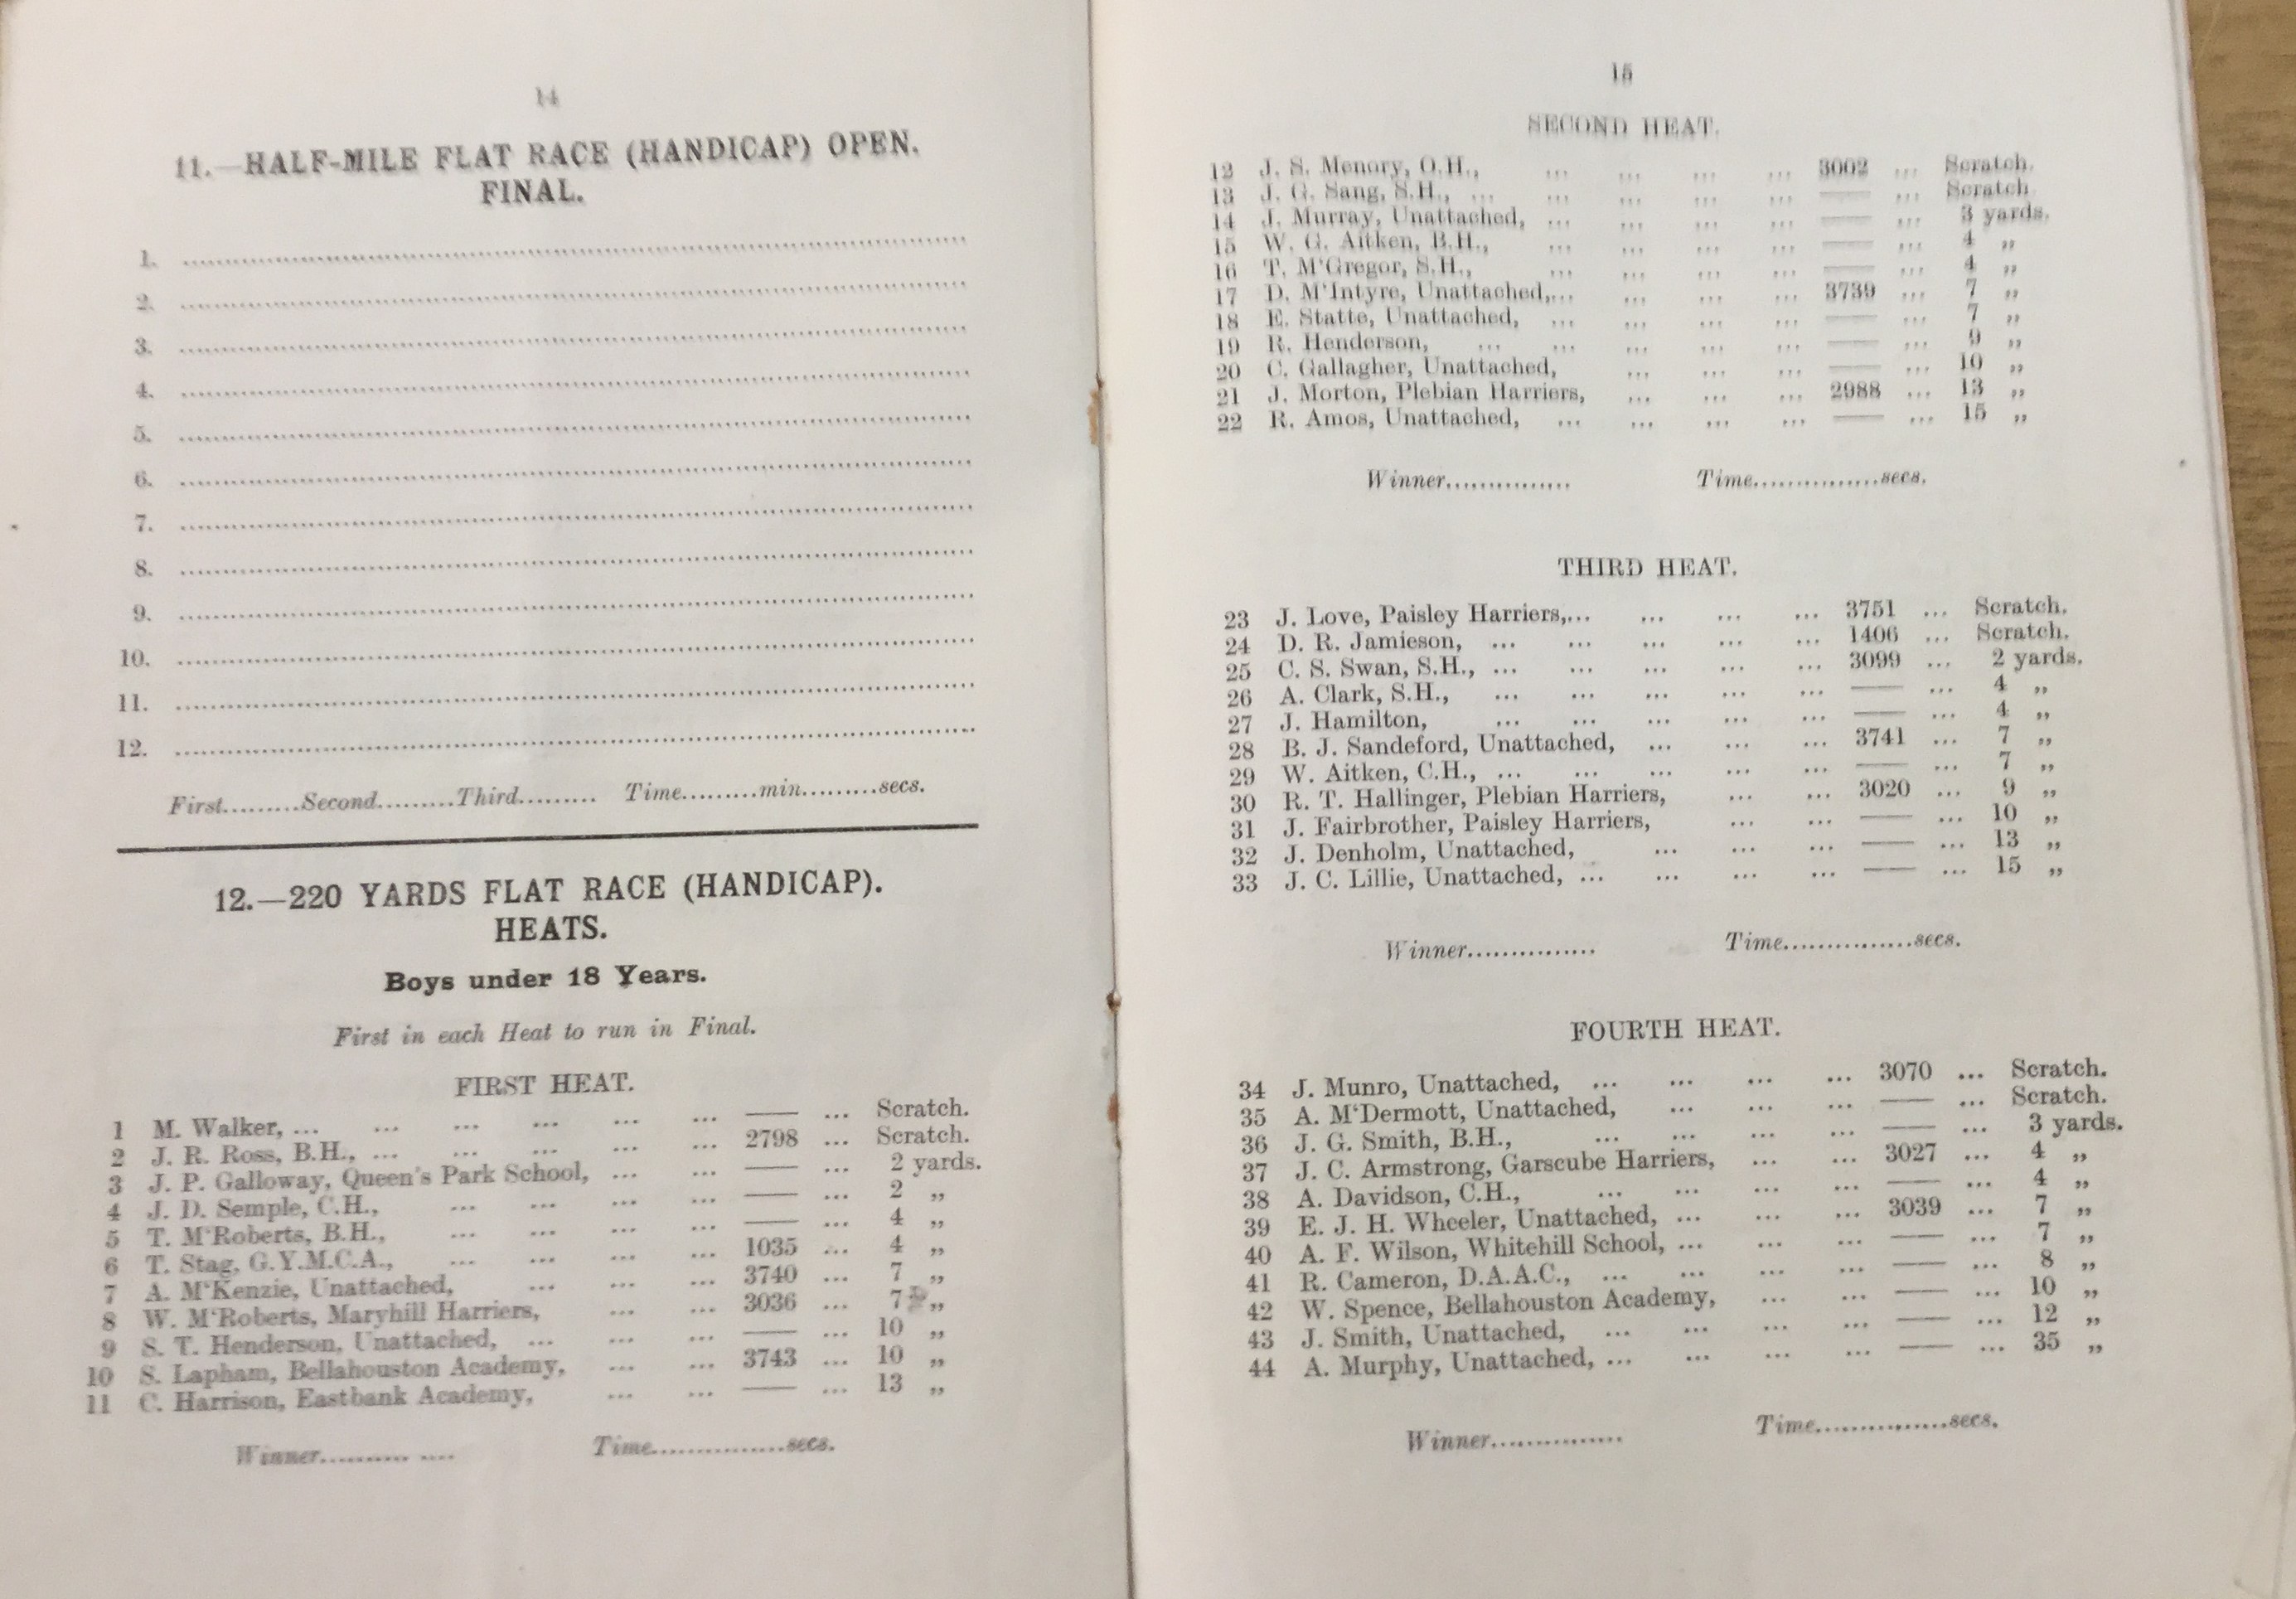 14
11.—HALF-MILE FLAT RACE (HANDICAP) OPEN.
FINAL.
1. ........................................
2. ........................................
3. ........................................
4. ........................................
5. ........................................
6. ........................................
7. ........................................
8. ........................................
9. ........................................
10. ........................................
11. ........................................
12. ........................................
First.........Second.........Third......... Time.........min.........secs.
12.—220 YARDS FLAT RACE (HANDICAP).
HEATS.
Boys under 18 Years.
First in each Heat to run in Final.
FIRST HEAT.
1 M. Walker, ... ... ... ... ... ... —— ... Scratch.
2 J. R. Ross, B.H., ... ... ... ... ... ... 2798 ... Scratch.
3 J. P. Galloway, Queen's Park School, ... ... —— ... 2 yards.
4 J. D. Semple, C.H., ... ... ... ... —— ... 2 „
5 T. M'Roberts, B.H., ... ... ... ... —— ... 4 „
6 T. Stag, G.Y.M.C.A., ... ... ... ... 1035 ... 4 „
7 A. M'Kenzie, Unattached, ... ... ... 3740 ... 7 „
8 W. M'Roberts, Maryhill Harriers, ... ... 3036 ... 7 „
9 S. T. Henderson, Unattached, ... ... ... —— ... 10 „
10 S. Lapham, Bellahouston Academy, ... ... 3743 ... 10 „
11 C. Harrison, Eastbank Academy, ... ... —— ... 13 „
Winner.......... .... Time...............secs.
15
SECOND HEAT.
12 J. S. Menory, O.H., ... ... ... ... 3002 ... Scratch.
13 J. G. Sang, S.H., ... ... ... ... ... —— ... Scratch
14 J. Murray, Unattached, ... ... ... ... —— ... 3 yards.
15 W. G. Aitken, B.H., ... ... ... ... —— ... 4 „
16 T. M'Gregor, S.H., ... ... ... ... —— ... 4 „
17 D. M'Intyre, Unattached,... ... ... ... 3739 ... 7 „
18 E. Statte, Unattached, ... ... ... ... —— ... 7 „
19 R. Henderson, ... ... ... ... ... —— ... 9 „
20 C. Gallagher, Unattached, ... ... ... —— ... 10 „
21 J. Morton, Plebian Harriers, ... ... ... 2988 ... 13 „
22 R. Amos, Unattached, ... ... ... ... —— ... 15 „
Winner............... Time...............secs.
THIRD HEAT.
23 J. Love, Paisley Harriers,... ... ... ... 3751 ... Scratch.
24 D. R. Jamieson, ... ... ... ... ... 1406 ... Scratch.
25 C. S. Swan, S.H., ... ... ... ... ... 3099 ... 2 yards.
26 A. Clark, S.H., ... ... ... ... ... —— ... 4 „
27 J. Hamilton, ... ... ... ... ... —— ... 4 „
28 B. J. Sandeford, Unattached, ... ... ... 3741 ... 7 „
29 W. Aitken, C.H., ... ... ... ... ... —— ... 7 „
30 R. T. Hallinger, Plebian Harriers, ... ... 3020 ... 9 „
31 J. Fairbrother, Paisley Harriers, ... ... —— ... 10 „
32 J. Denholm, Unattached, ... ... ... —— ... 13 „
33 J. C. Lillie, Unattached, ... ... ... ... —— ... 15 „
Winner............... Time...............secs.
FOURTH HEAT.
34 J. Munro, Unattached, ... ... ... ... 3070 ... Scratch.
35 A. M'Dermott, Unattached, ... ... ... —— ... Scratch.
36 J. G. Smith, B.H., ... ... ... ... —— ... 3 yards.
37 J. C. Armstrong, Garscube Harriers, ... ... 3027 ... 4 „
38 A. Davidson, C.H., ... ... ... ... —— ... 4 „
39 E. J. H. Wheeler, Unattached, ... ... ... 3039 ... 7 „
40 A. F. Wilson, Whitehill School, ... ... ... —— ... 7 „
41 R. Cameron, D.A.A.C., ... ... ... ... —— ... 8 „
42 W. Spence, Bellahouston Academy, ... ... —— ... 10 „
43 J. Smith, Unattached, ... ... ... ... —— ... 12 „
44 A. Murphy, Unattached, ... ... ... ... —— ... 35 „
Winner............... Time...............secs.